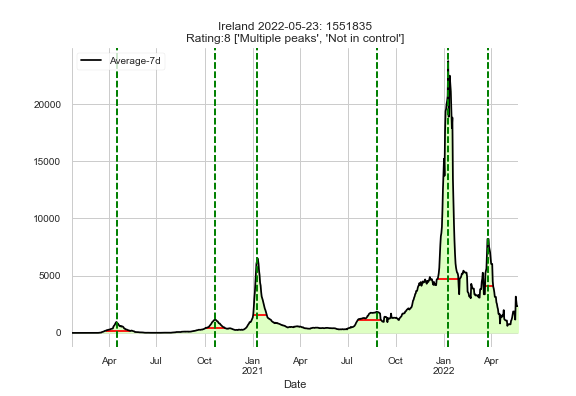 Ireland 2022-05-23: 1551835
Rating:8 ['Multiple peaks', 'Not in control']
Average-7d
20000
15000
10000
5000
0
Apr Jul Oct Jan Apr Jul Oct Jan Apr
2021 2022
Date